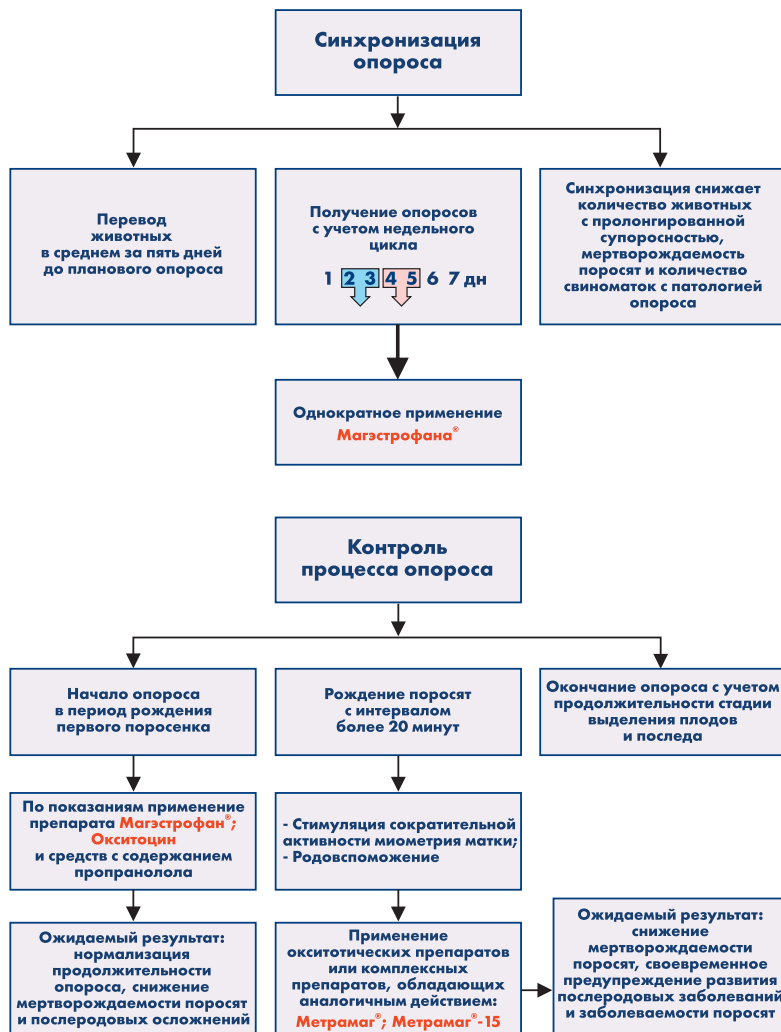 Синхронизация
опороса
Перевод
животных
в среднем за пять дней
до планового опороса
Получение опоросов
с учетом недельного
цикла
1 2 3 4 5 6 7 дн
Синхронизация снижает
количество животных
с пролонгированной
супоросностью,
мертворождаемость
поросят и количество
свиноматок с патологией
опороса
Однократное применение
Магэстрофана®
Контроль
процесса опороса
Начало опороса
в период рождения
первого поросенка
Рождение поросят
с интервалом
более 20 минут
Окончание опороса с учетом
продолжительности стадии
выделения плодов
и последа
По показаниям применение
препарата Магэстрофан®;
Окситоцин
и средств с содержанием
пропранолола
- Стимуляция сократительной
активности миометрия матки;
- Родовспоможение
Ожидаемый результат:
нормализация
продолжительности
опороса, снижение
мертворождаемости поросят
и послеродовых осложнений
Применение
окситотических препаратов
или комплексных
препаратов, обладающих
аналогичным действием:
Метрамаг®; Метрамаг®-15
Ожидаемый результат:
снижение
мертворождаемости
поросят, своевременное
предупреждение развития
послеродовых заболеваний
и заболеваемости поросят